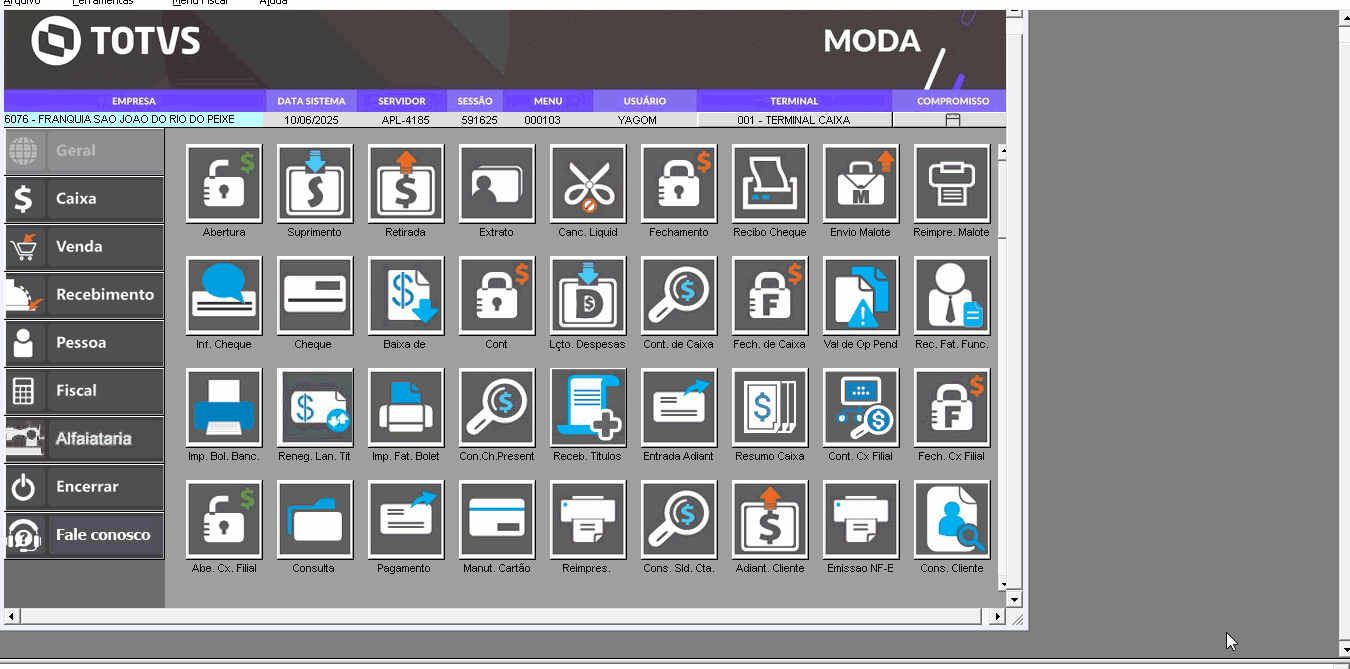 Arquivo Ferramentas Menu Fiscal Ajuda
TOTVS
MODA
EMPRESA DATA SISTEMA SERVIDOR SESSÃO MENU USUÁRIO TERMINAL COMPROMISSO
6076 - FRANQUIA SAO JOAO DO RIO DO PEIXE 10/06/2025 APL-4185 591625 000103 YAGOM 001 - TERMINAL CAIXA
Geral
Caixa
Venda
Recebimento
Pessoa
Fiscal
Alfaiataria
Encerrar
Fale conosco
Abertura Suprimento Retirada Extrato Canc. Liquid Fechamento Recibo Cheque Envio Malote Reimpre. Malote
Inf. Cheque Cheque Baixa de Cont Lçto. Despesas Cont. de Caixa Fech. de Caixa Val de Op Pend Rec. Fat. Func.
Imp. Bol. Banc. Reneg. Lan. Tit Imp. Fat. Bolet Con.Ch.Present Receb. Titulos Entrada Adiant Resumo Caixa Cont. Cx Filial Fech. Cx Filial
Abe. Cx. Filial Consulta Pagamento Manut. Cartão Reimpres. Cons. Sld. Cta. Adiant. Cliente Emissao NF-E Cons. Cliente